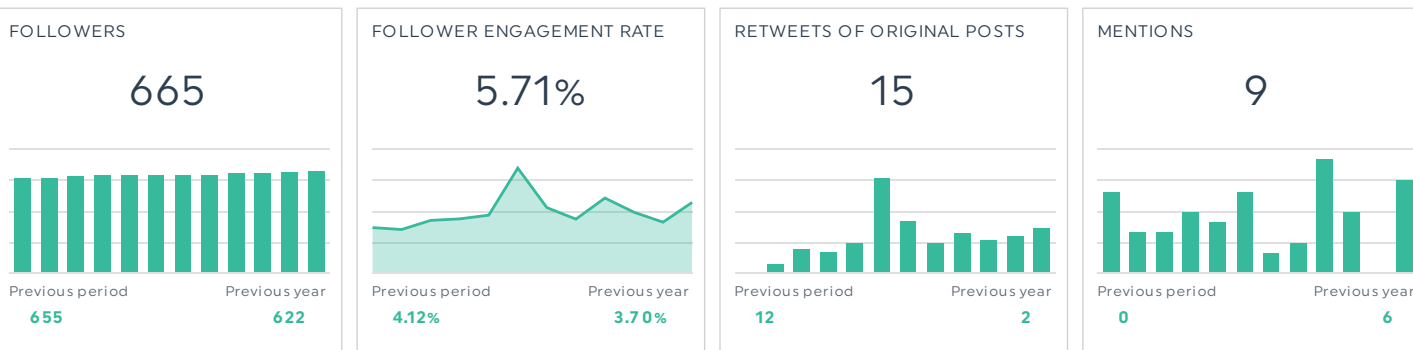 FOLLOWERS
665
Previous period
Previous year
655
622
FOLLOWER ENGAGEMENT RATE
5.71%
Previous period
Previous year
4.12%
3.70%
RETWEETS OF ORIGINAL POSTS
15
Previous period
Previous year
12
2
MENTIONS
9
Previous period
Previous year
0
6